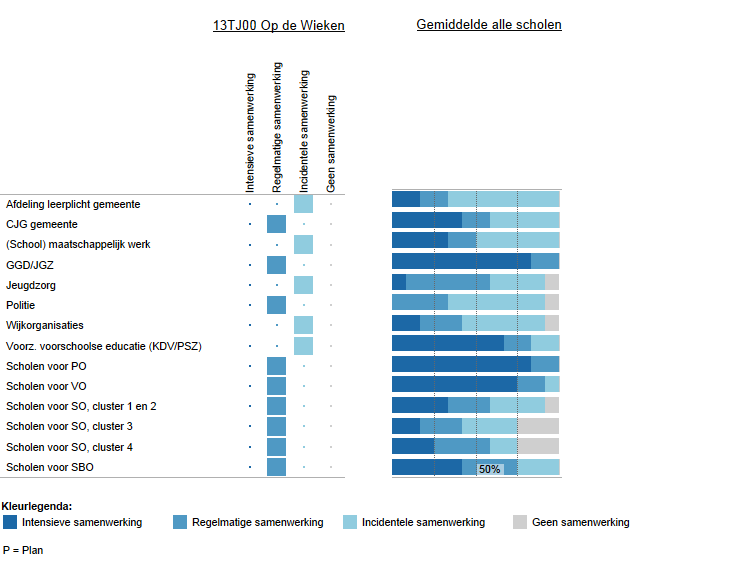 13TJ00 Op de Wieken
Gemiddelde alle scholen
Intensieve samenwerking
Regelmatige samenwerking
Incidentele samenwerking
Geen samenwerking
Afdeling leerplicht gemeente
CJG gemeente
(School) maatschappelijk werk
GGD/JGZ
Jeugdzorg
Politie
Wijkorganisaties
Voorz. voorschoolse educatie (KDV/PSZ)
Scholen voor PO
Scholen voor VO
Scholen voor SO, cluster 1 en 2
Scholen voor SO, cluster 3
Scholen voor SO, cluster 4
Scholen voor SBO
50%
Kleurlegenda:
Intensieve samenwerking
Regelmatige samenwerking
Incidentele samenwerking
Geen samenwerking
P = Plan